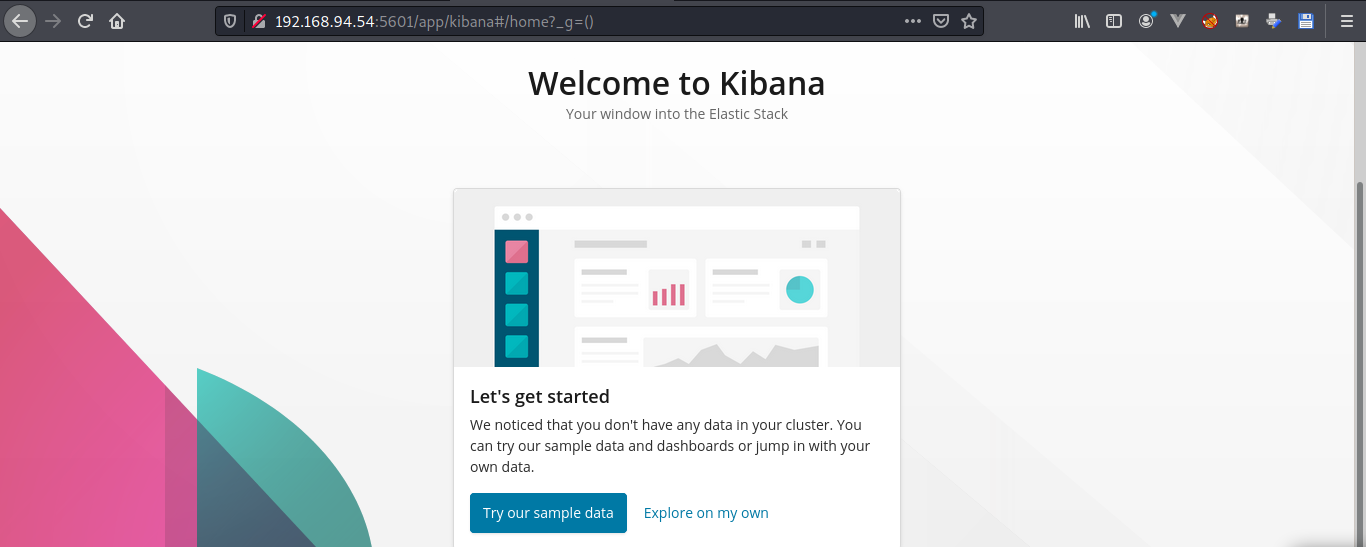 192.168.94.54:5601/app/kibana#/home?_g=()
Welcome to Kibana
Your window into the Elastic Stack
Let's get started
We noticed that you don't have any data in your cluster. You
can try our sample data and dashboards or jump in with your
own data.
Try our sample data
Explore on my own